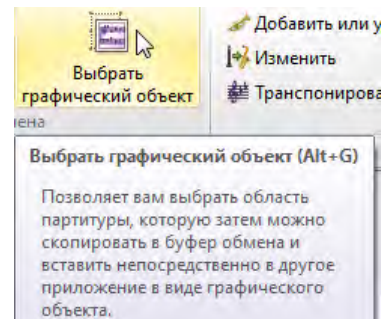 Добавить или у
Выбрать
графический объект
Изменить
Транспонирова
ена
Выбрать графический объект (Alt+G)
Позволяет вам выбрать область
партитуры, которую затем можно
скопировать в буфер обмена и
вставить непосредственно в другое
приложение в виде графического
объекта.